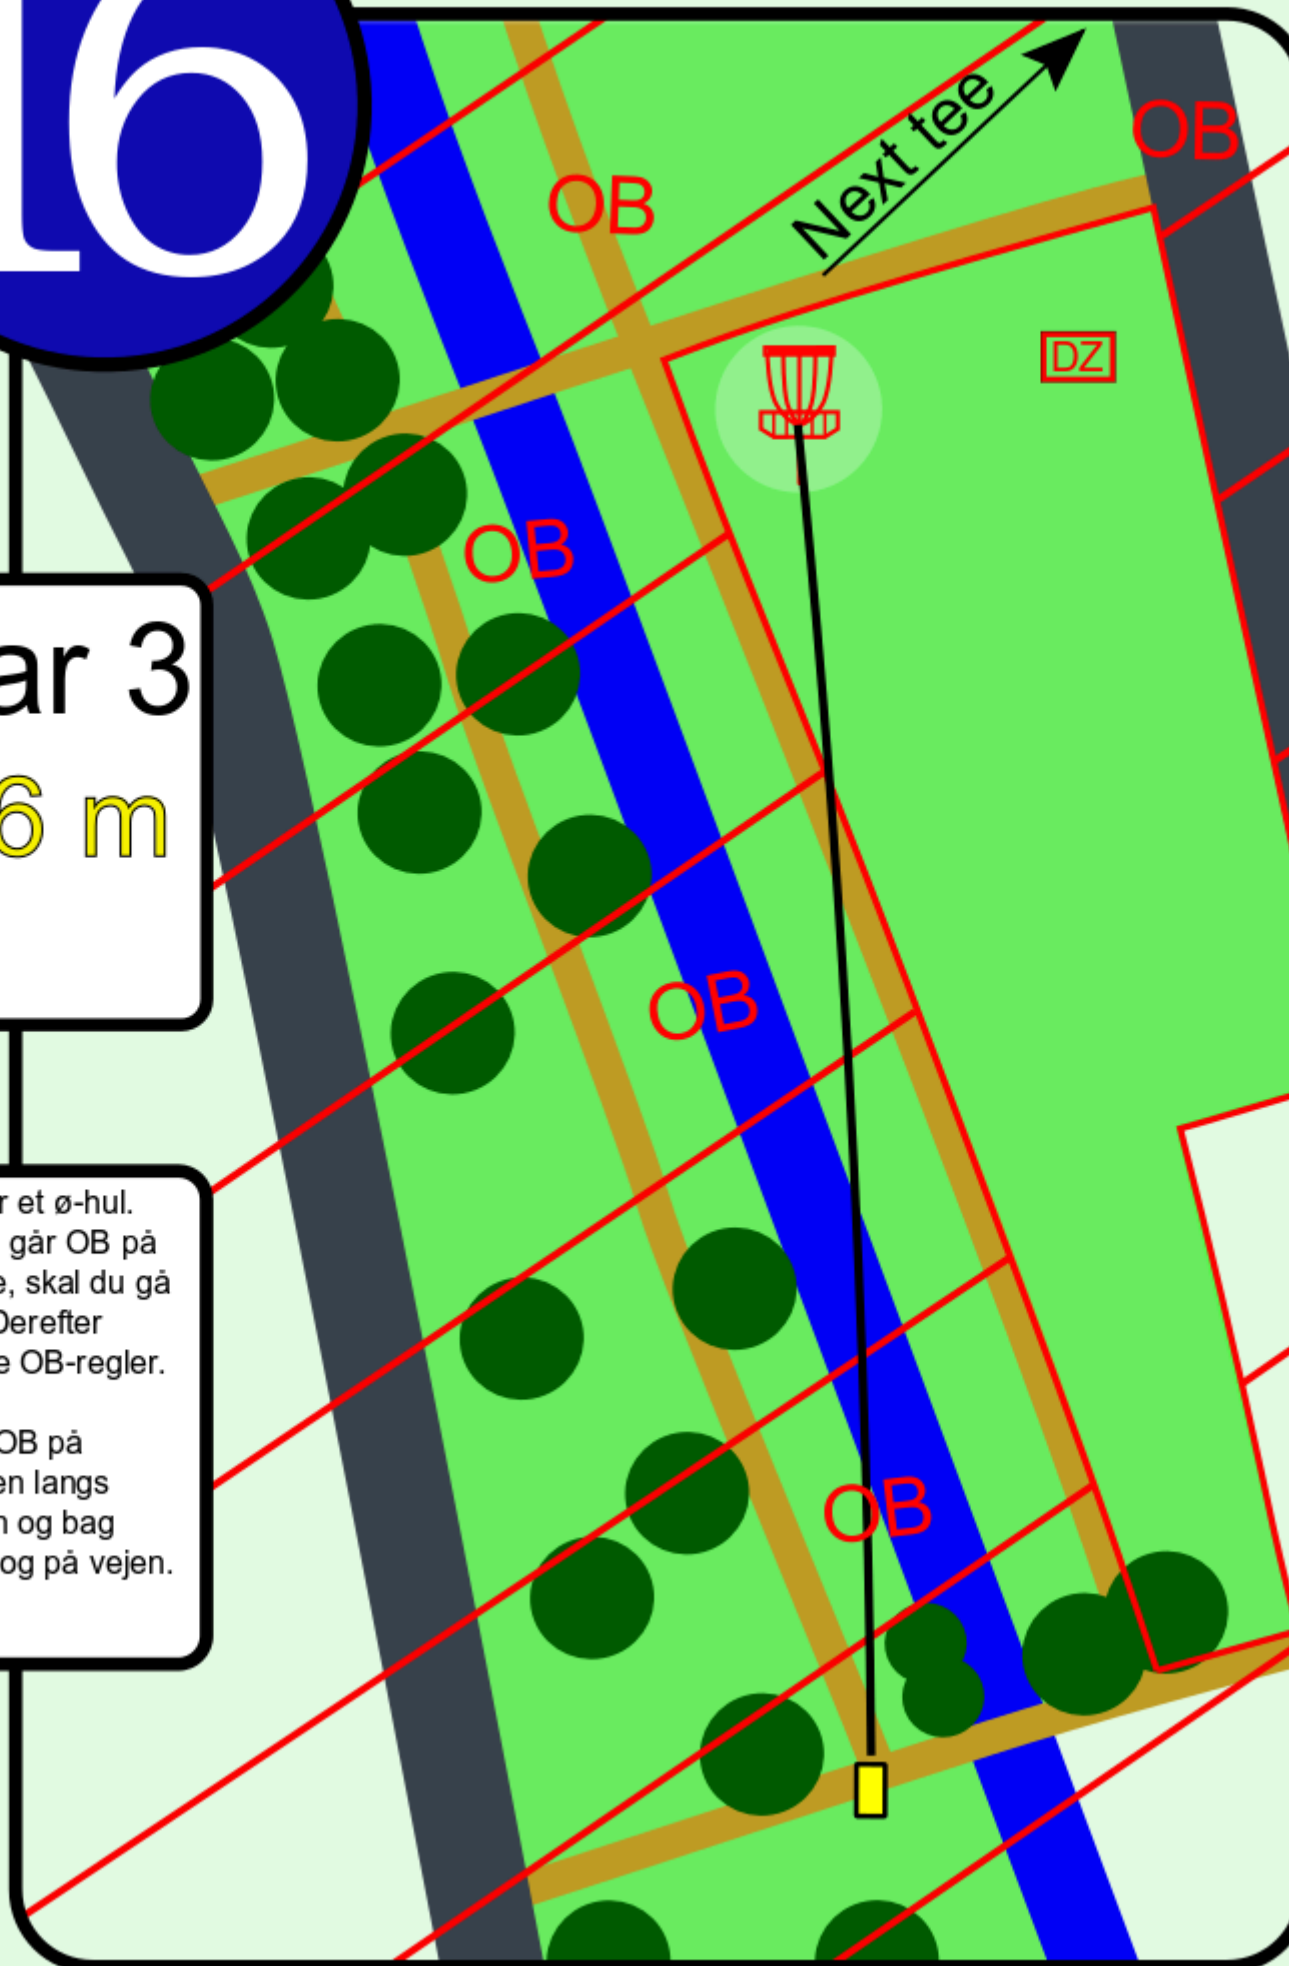 16
OB
Next tee
OB
DZ
OB
ar 3
6 m
OB
r et ø-hul.
går OB på
e, skal du gå
Derefter
e OB-regler.
OB på
en langs
n og bag
og på vejen.
OB